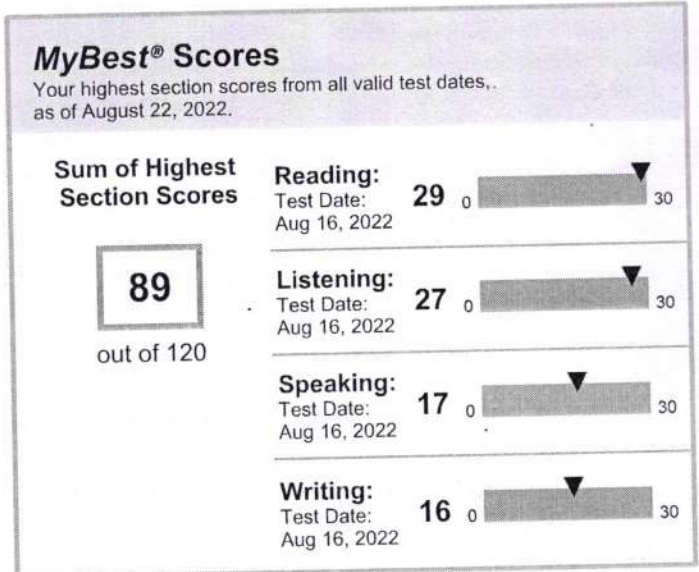 MyBest® Scores
Your highest section scores from all valid test dates,.
as of August 22, 2022.
Sum of Highest
Section Scores
89
out of 120
Reading:
Test Date:
Aug 16, 2022
29 0 30
Listening:
Test Date:
Aug 16, 2022
27 0 30
Speaking:
Test Date:
Aug 16, 2022
17 0 30
Writing:
Test Date:
Aug 16, 2022
16 0 30